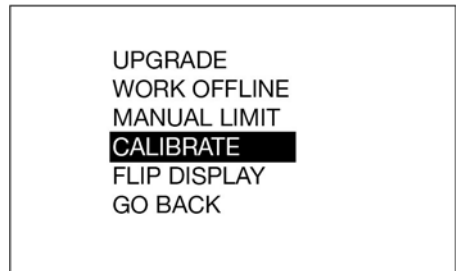 UPGRADE
WORK OFFLINE
MANUAL LIMIT
CALIBRATE
FLIP DISPLAY
GO BACK